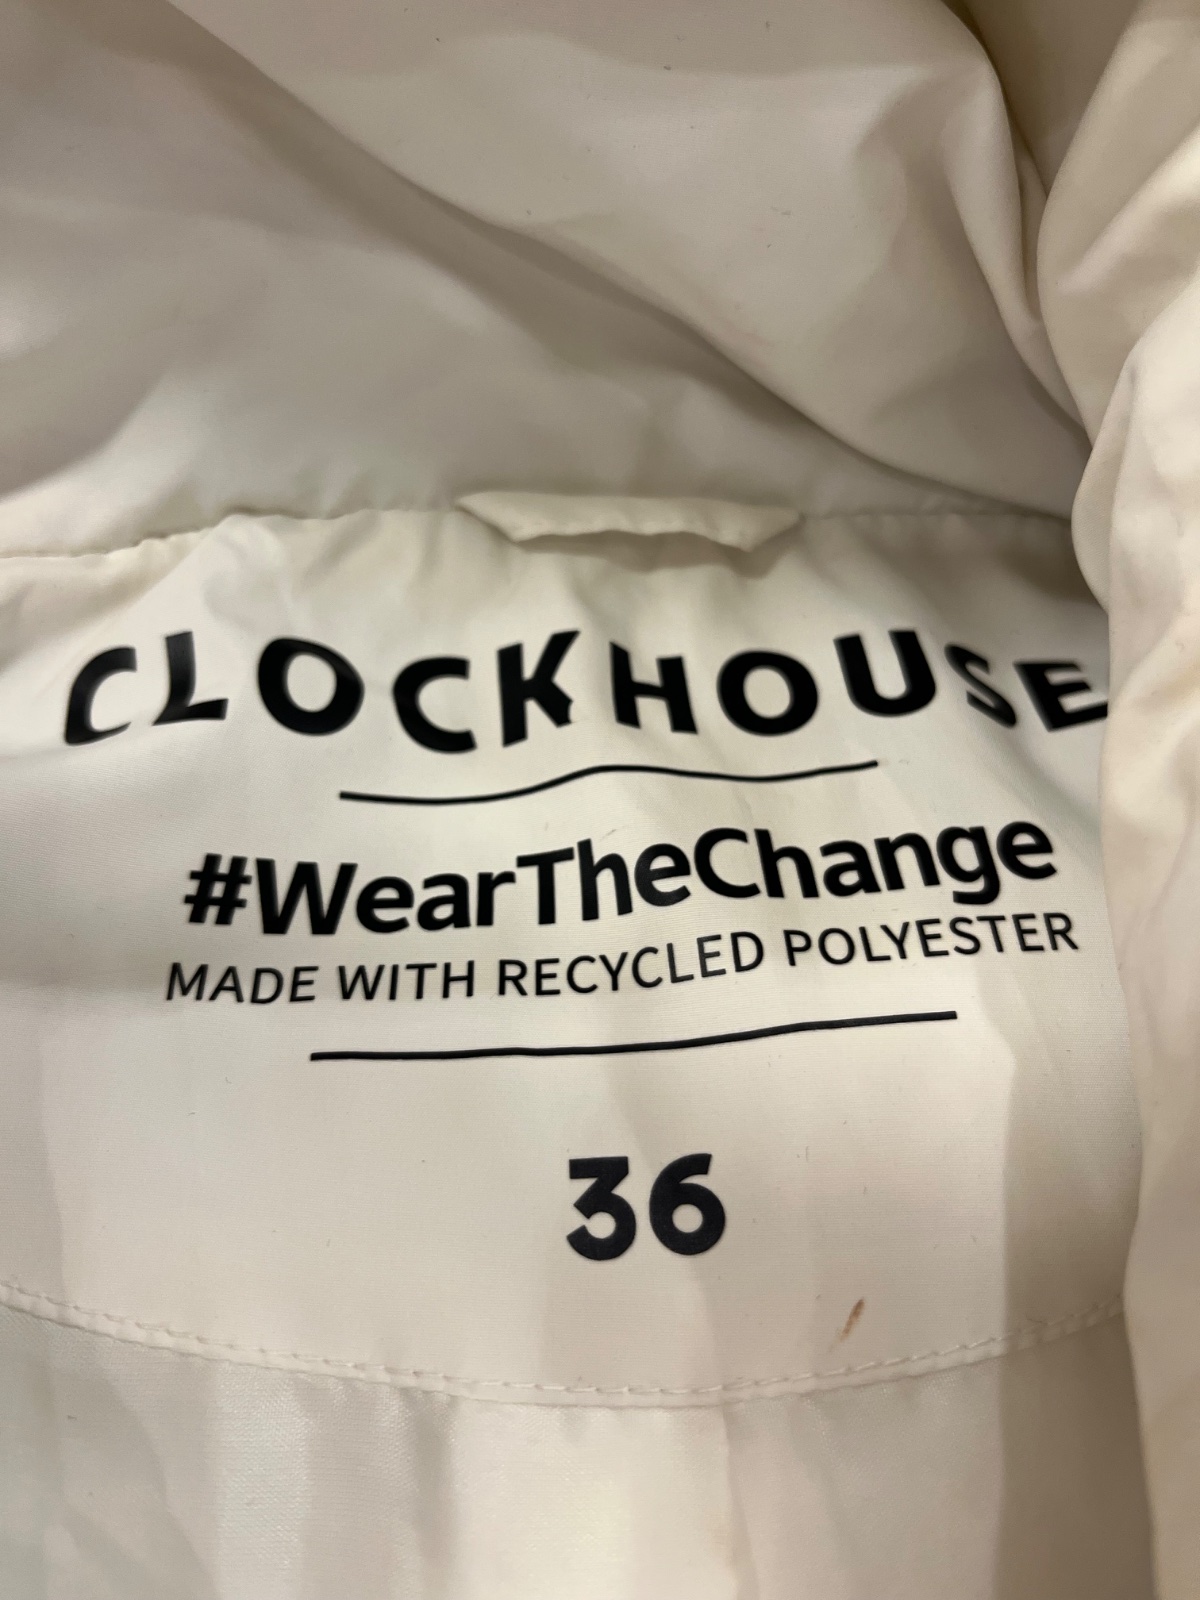 CLOCKHOUSE
#WearTheChange
MADE WITH RECYCLED POLYESTER
36